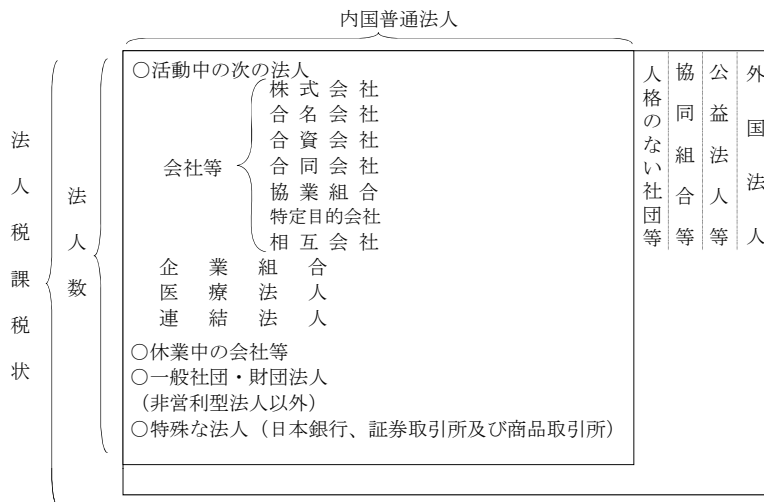 内国普通法人
○活動中の次の法人
株式会社
合名会社
合資会社
会社等
合同会社
協業組合
特定目的会社
相互会社
企業組合
医療法人
連結法人
○休業中の会社等
○一般社団・財団法人
(非営利型法人以外)
○特殊な法人(日本銀行、証券取引所及び商品取引所)
人格のない社団等
協同組合等
公益法人等
外国法人
法人数
法人税課税状